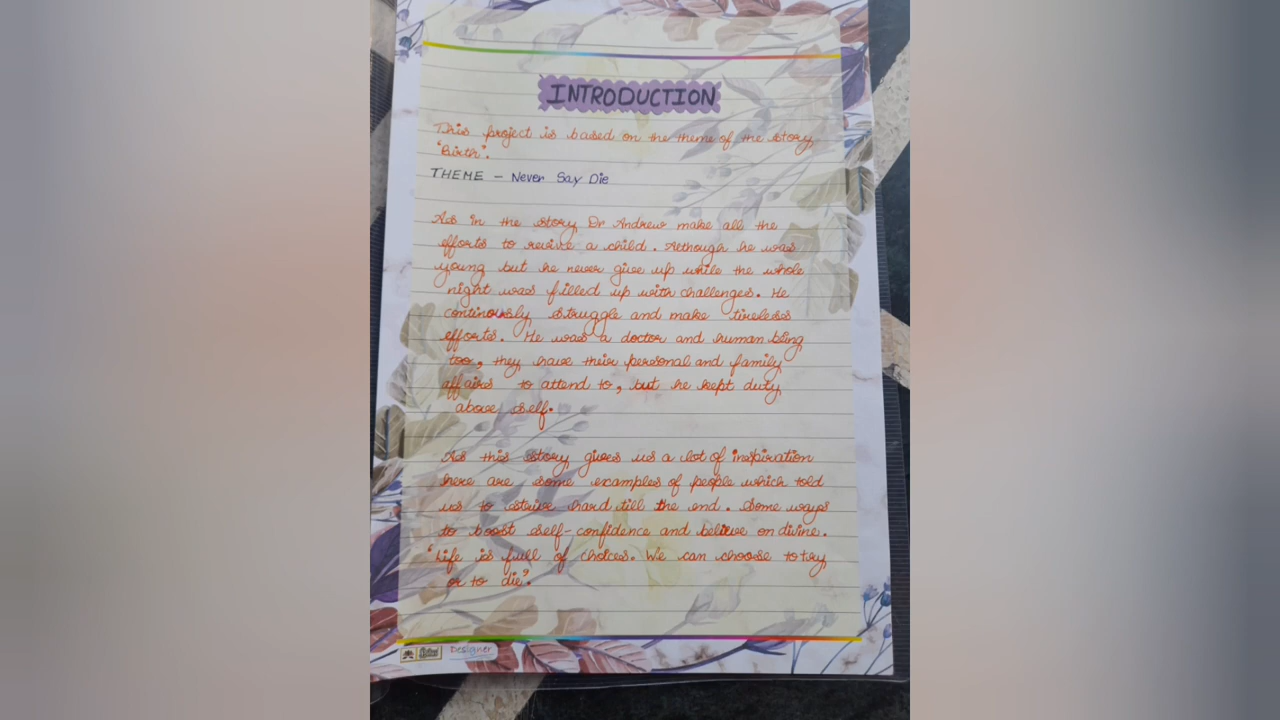 INTRODUCTION
This project is based on the theme of the story
"Birth".
THEME - Never Say Die
As in the story Dr Andrew make all the
efforts to revive a child. Although he was
young but he never give up while the whole
night was filled up with challenges. He
continously struggle and make tireless
efforts. He was a doctor and human being
too, they have their personal and family
affairs to attend to, but he kept duty
above self.
As this story gives us a lot of inspiration
here are some examples of people which told
us to strive hard till the end. Some ways
to boost self-confidence and believe on divine.
"Life is full of choices. We can choose to try
or to die".
Designer